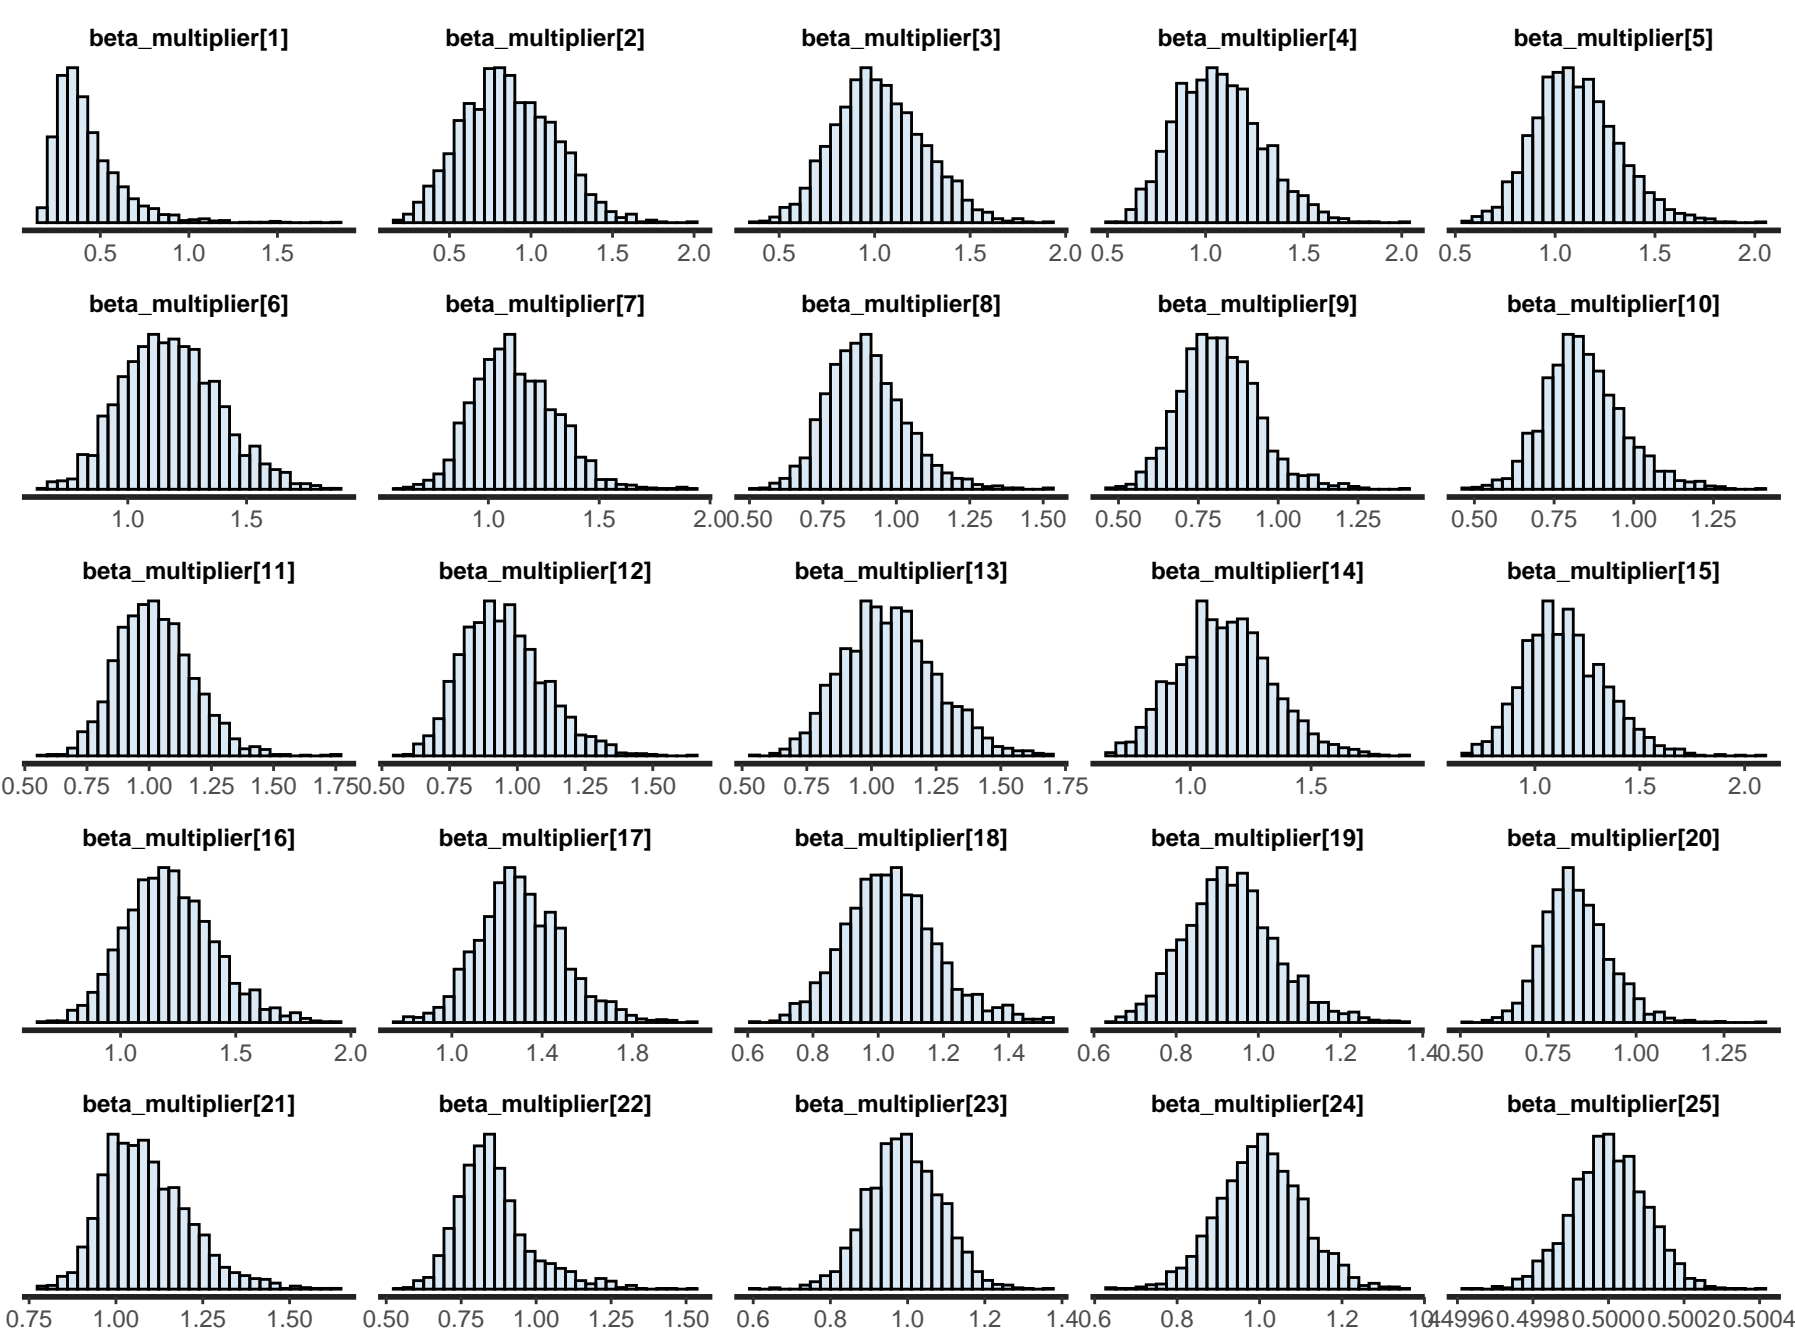 beta_multiplier[1] beta_multiplier[2] beta_multiplier[3] beta_multiplier[4] beta_multiplier[5]
0.5 1.0 1.5 0.5 1.0 1.5 2.0 0.5 1.0 1.5 2.0 0.5 1.0 1.5 2.0 0.5 1.0 1.5 2.0
beta_multiplier[6] beta_multiplier[7] beta_multiplier[8] beta_multiplier[9] beta_multiplier[10]
1.0 1.5 1.0 1.5 2.0 0.50 0.75 1.00 1.25 1.50 0.50 0.75 1.00 1.25 0.50 0.75 1.00 1.25
beta_multiplier[11] beta_multiplier[12] beta_multiplier[13] beta_multiplier[14] beta_multiplier[15]
0.50 0.75 1.00 1.25 1.50 1.75 0.50 0.75 1.00 1.25 1.50 0.50 0.75 1.00 1.25 1.50 1.75 1.0 1.5 1.0 1.5 2.0
beta_multiplier[16] beta_multiplier[17] beta_multiplier[18] beta_multiplier[19] beta_multiplier[20]
1.0 1.5 2.0 1.0 1.4 1.8 0.6 0.8 1.0 1.2 1.4 0.6 0.8 1.0 1.2 1.4 0.50 0.75 1.00 1.25
beta_multiplier[21] beta_multiplier[22] beta_multiplier[23] beta_multiplier[24] beta_multiplier[25]
0.75 1.00 1.25 1.50 0.50 0.75 1.00 1.25 1.50 0.6 0.8 1.0 1.2 1.4 0.6 0.8 1.0 1.2 0.4998 0.5000 0.5002 0.5004